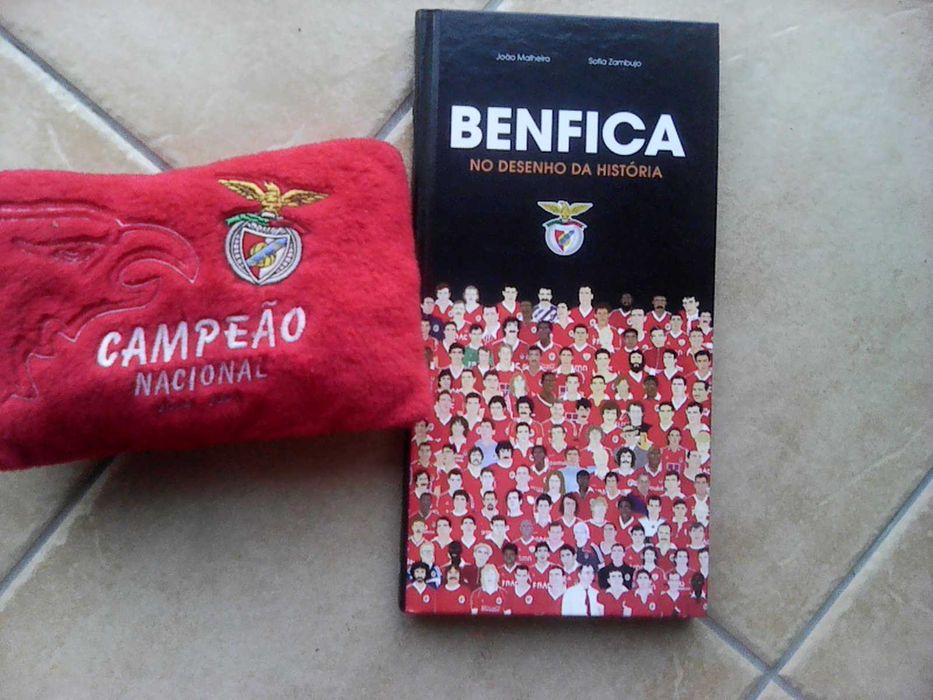 CAMPEÃO
NACIONAL
João Malheiro
Sofia Zambujo
BENFICA
NO DESENHO DA HISTÓRIA